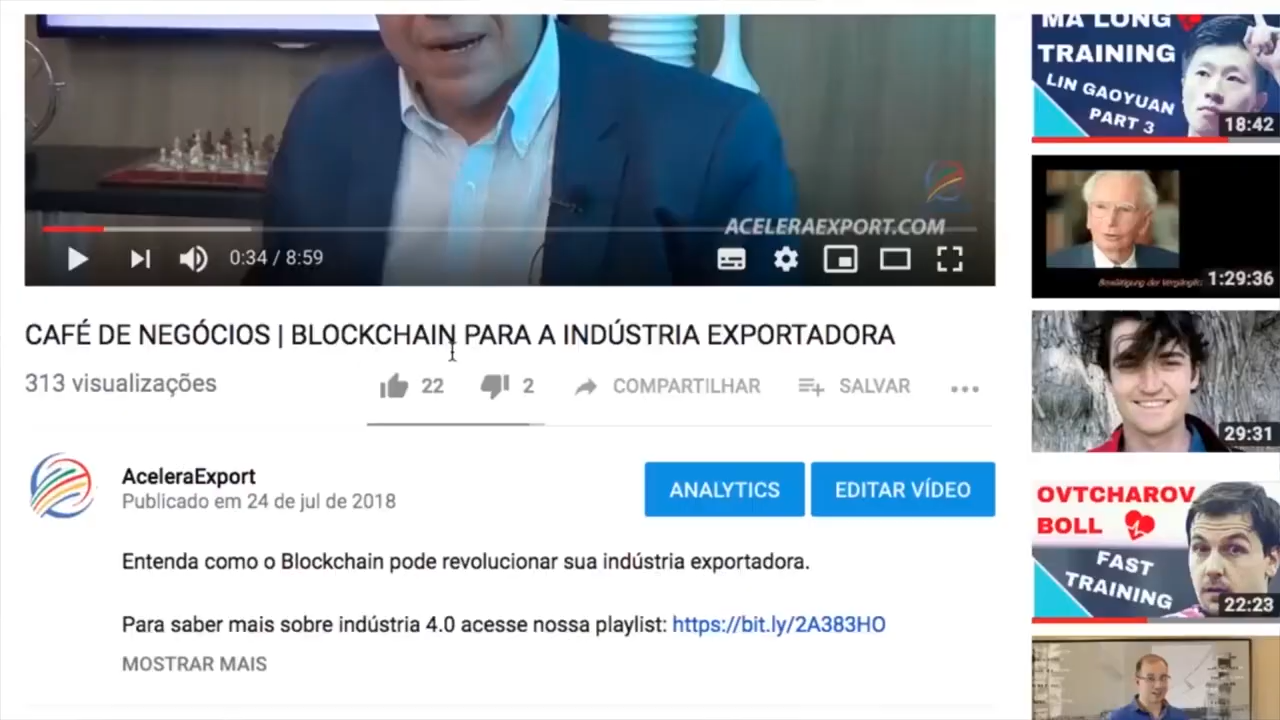 ACELERAEXPORT.COM
0:34 / 8:59
CAFÉ DE NEGÓCIOS | BLOCKCHAIN PARA A INDÚSTRIA EXPORTADORA
313 visualizações
22
2
COMPARTILHAR
SALVAR
AceleraExport
Publicado em 24 de jul de 2018
ANALYTICS
EDITAR VÍDEO
Entenda como o Blockchain pode revolucionar sua indústria exportadora.
Para saber mais sobre indústria 4.0 acesse nossa playlist: https://bit.ly/2A383HO
MOSTRAR MAIS
MA LONG
TRAINING
LIN GAOYUAN
PART 3
18:42
1:29:36
29:31
OVTCHAROV
BOLL
FAST
TRAINING
22:23